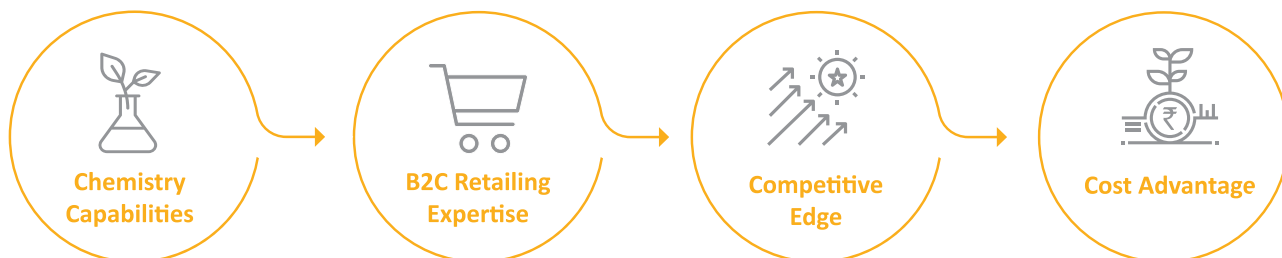 Chemistry
Capabilities
B2C Retailing
Expertise
Competitive
Edge
₹
Cost Advantage